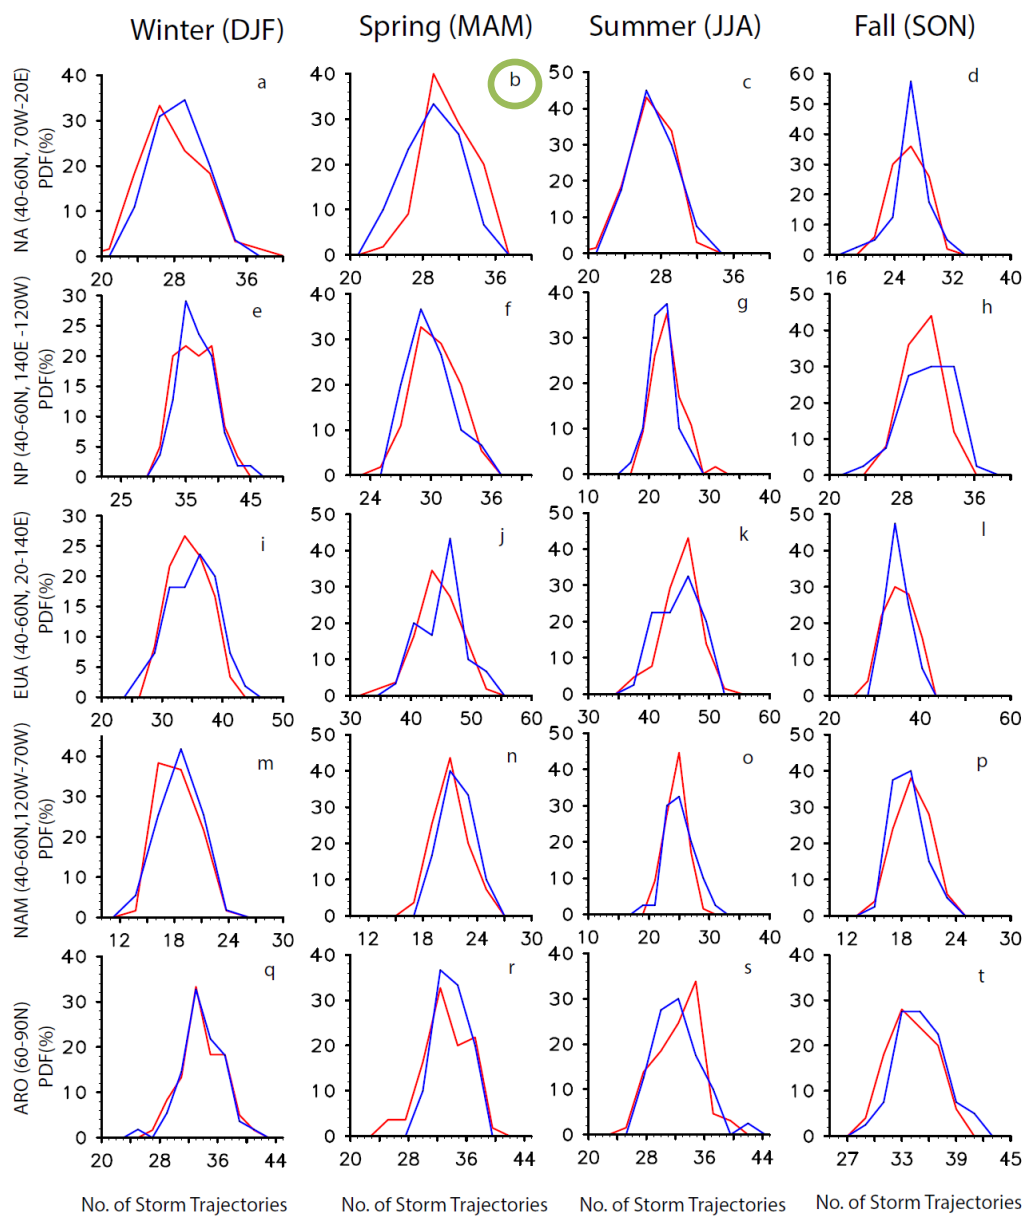 Winter (DJF) Spring (MAM) Summer (JJA) Fall (SON)
NA (40-60N, 70W-20E)
PDF(%)
40
30
20
10
0
20 28 36
a
40
30
20
10
0
20 28 36
b
50
40
30
20
10
0
20 28 36
c
60
50
40
30
20
10
0
16 24 32 40
d
NP (40-60N, 140E -120W)
PDF(%)
30
25
20
15
10
5
0
25 35 45
e
40
30
20
10
0
24 30 36
f
50
40
30
20
10
0
10 20 30 40
g
50
40
30
20
10
0
20 28 36
h
EUA (40-60N, 20-140E)
PDF(%)
30
25
20
15
10
5
0
20 30 40 50
i
50
40
30
20
10
0
30 40 50 60
j
50
40
30
20
10
0
30 40 50 60
k
50
40
30
20
10
0
20 30 40 50 60
l
NAM (40-60N,120W-70W)
PDF(%)
40
30
20
10
0
12 18 24 30
m
50
40
30
20
10
0
12 18 24 30
n
50
40
30
20
10
0
10 20 30 40
o
50
40
30
20
10
0
12 18 24 30
p
ARO (60-90N)
PDF(%)
40
30
20
10
0
20 28 36 44
q
40
30
20
10
0
20 28 36 44
r
40
30
20
10
0
20 28 36 44
s
40
30
20
10
0
27 33 39 45
t
No. of Storm Trajectories No. of Storm Trajectories No. of Storm Trajectories No. of Storm Trajectories